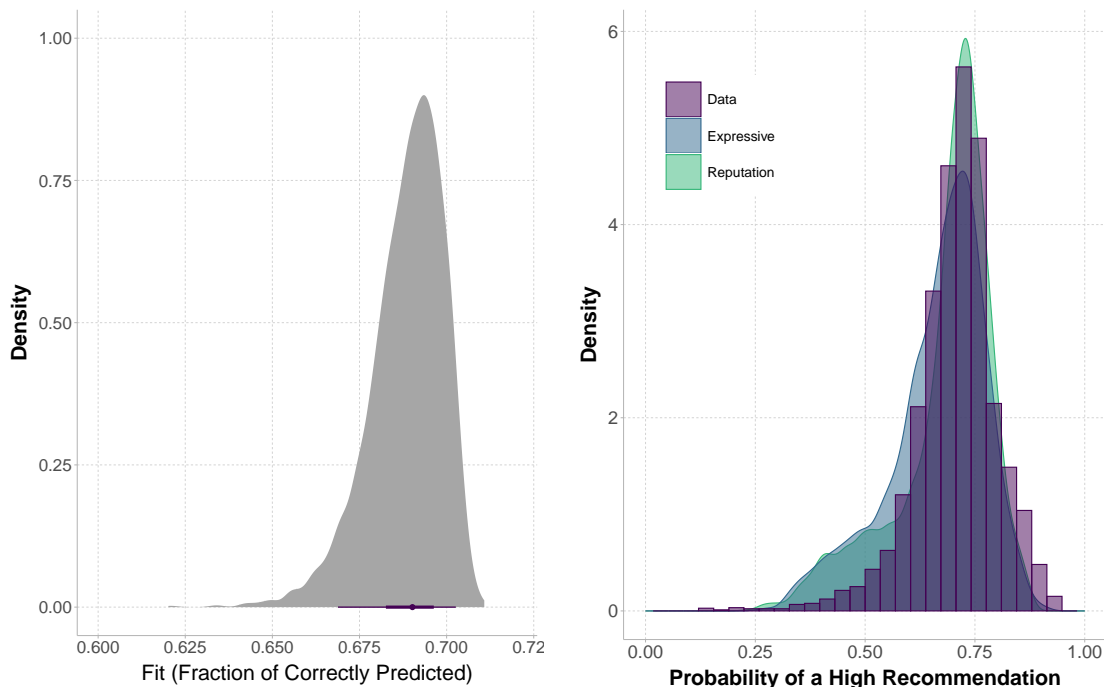 1.00
0.75
0.50
0.25
0.00
Density
0.600
0.625
0.650
0.675
0.700
0.72
Fit (Fraction of Correctly Predicted)
6
4
2
0
Density
Data
Expressive
Reputation
0.00
0.25
0.50
0.75
1.00
Probability of a High Recommendation